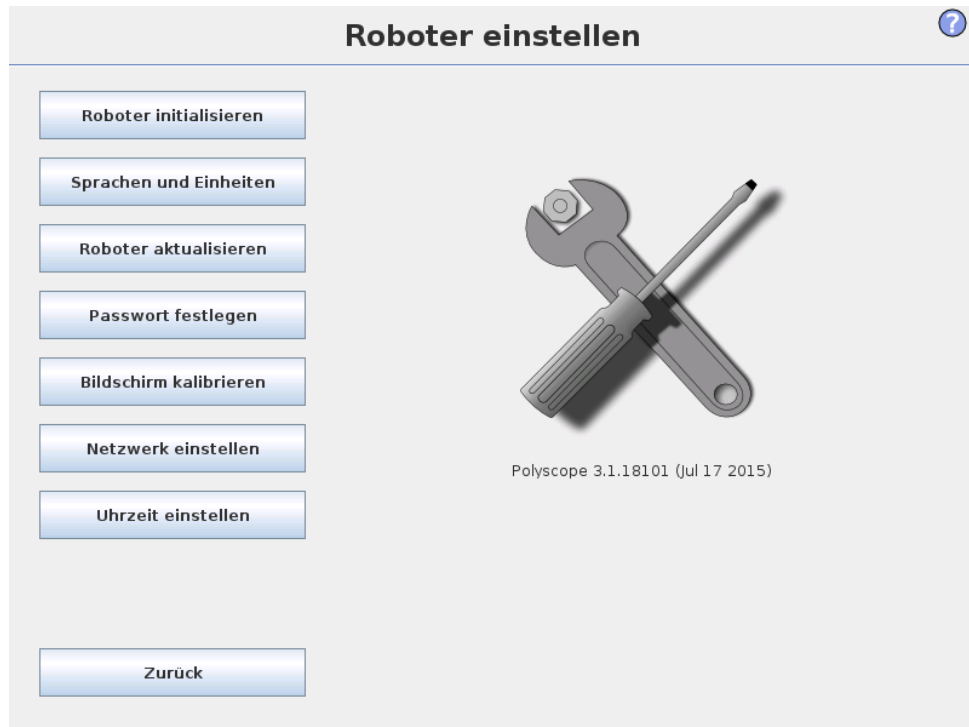 Roboter einstellen
?
Roboter initialisieren
Sprachen und Einheiten
Roboter aktualisieren
Passwort festlegen
Bildschirm kalibrieren
Netzwerk einstellen
Uhrzeit einstellen
Polyscope 3.1.18101 (Jul 17 2015)
Zurück